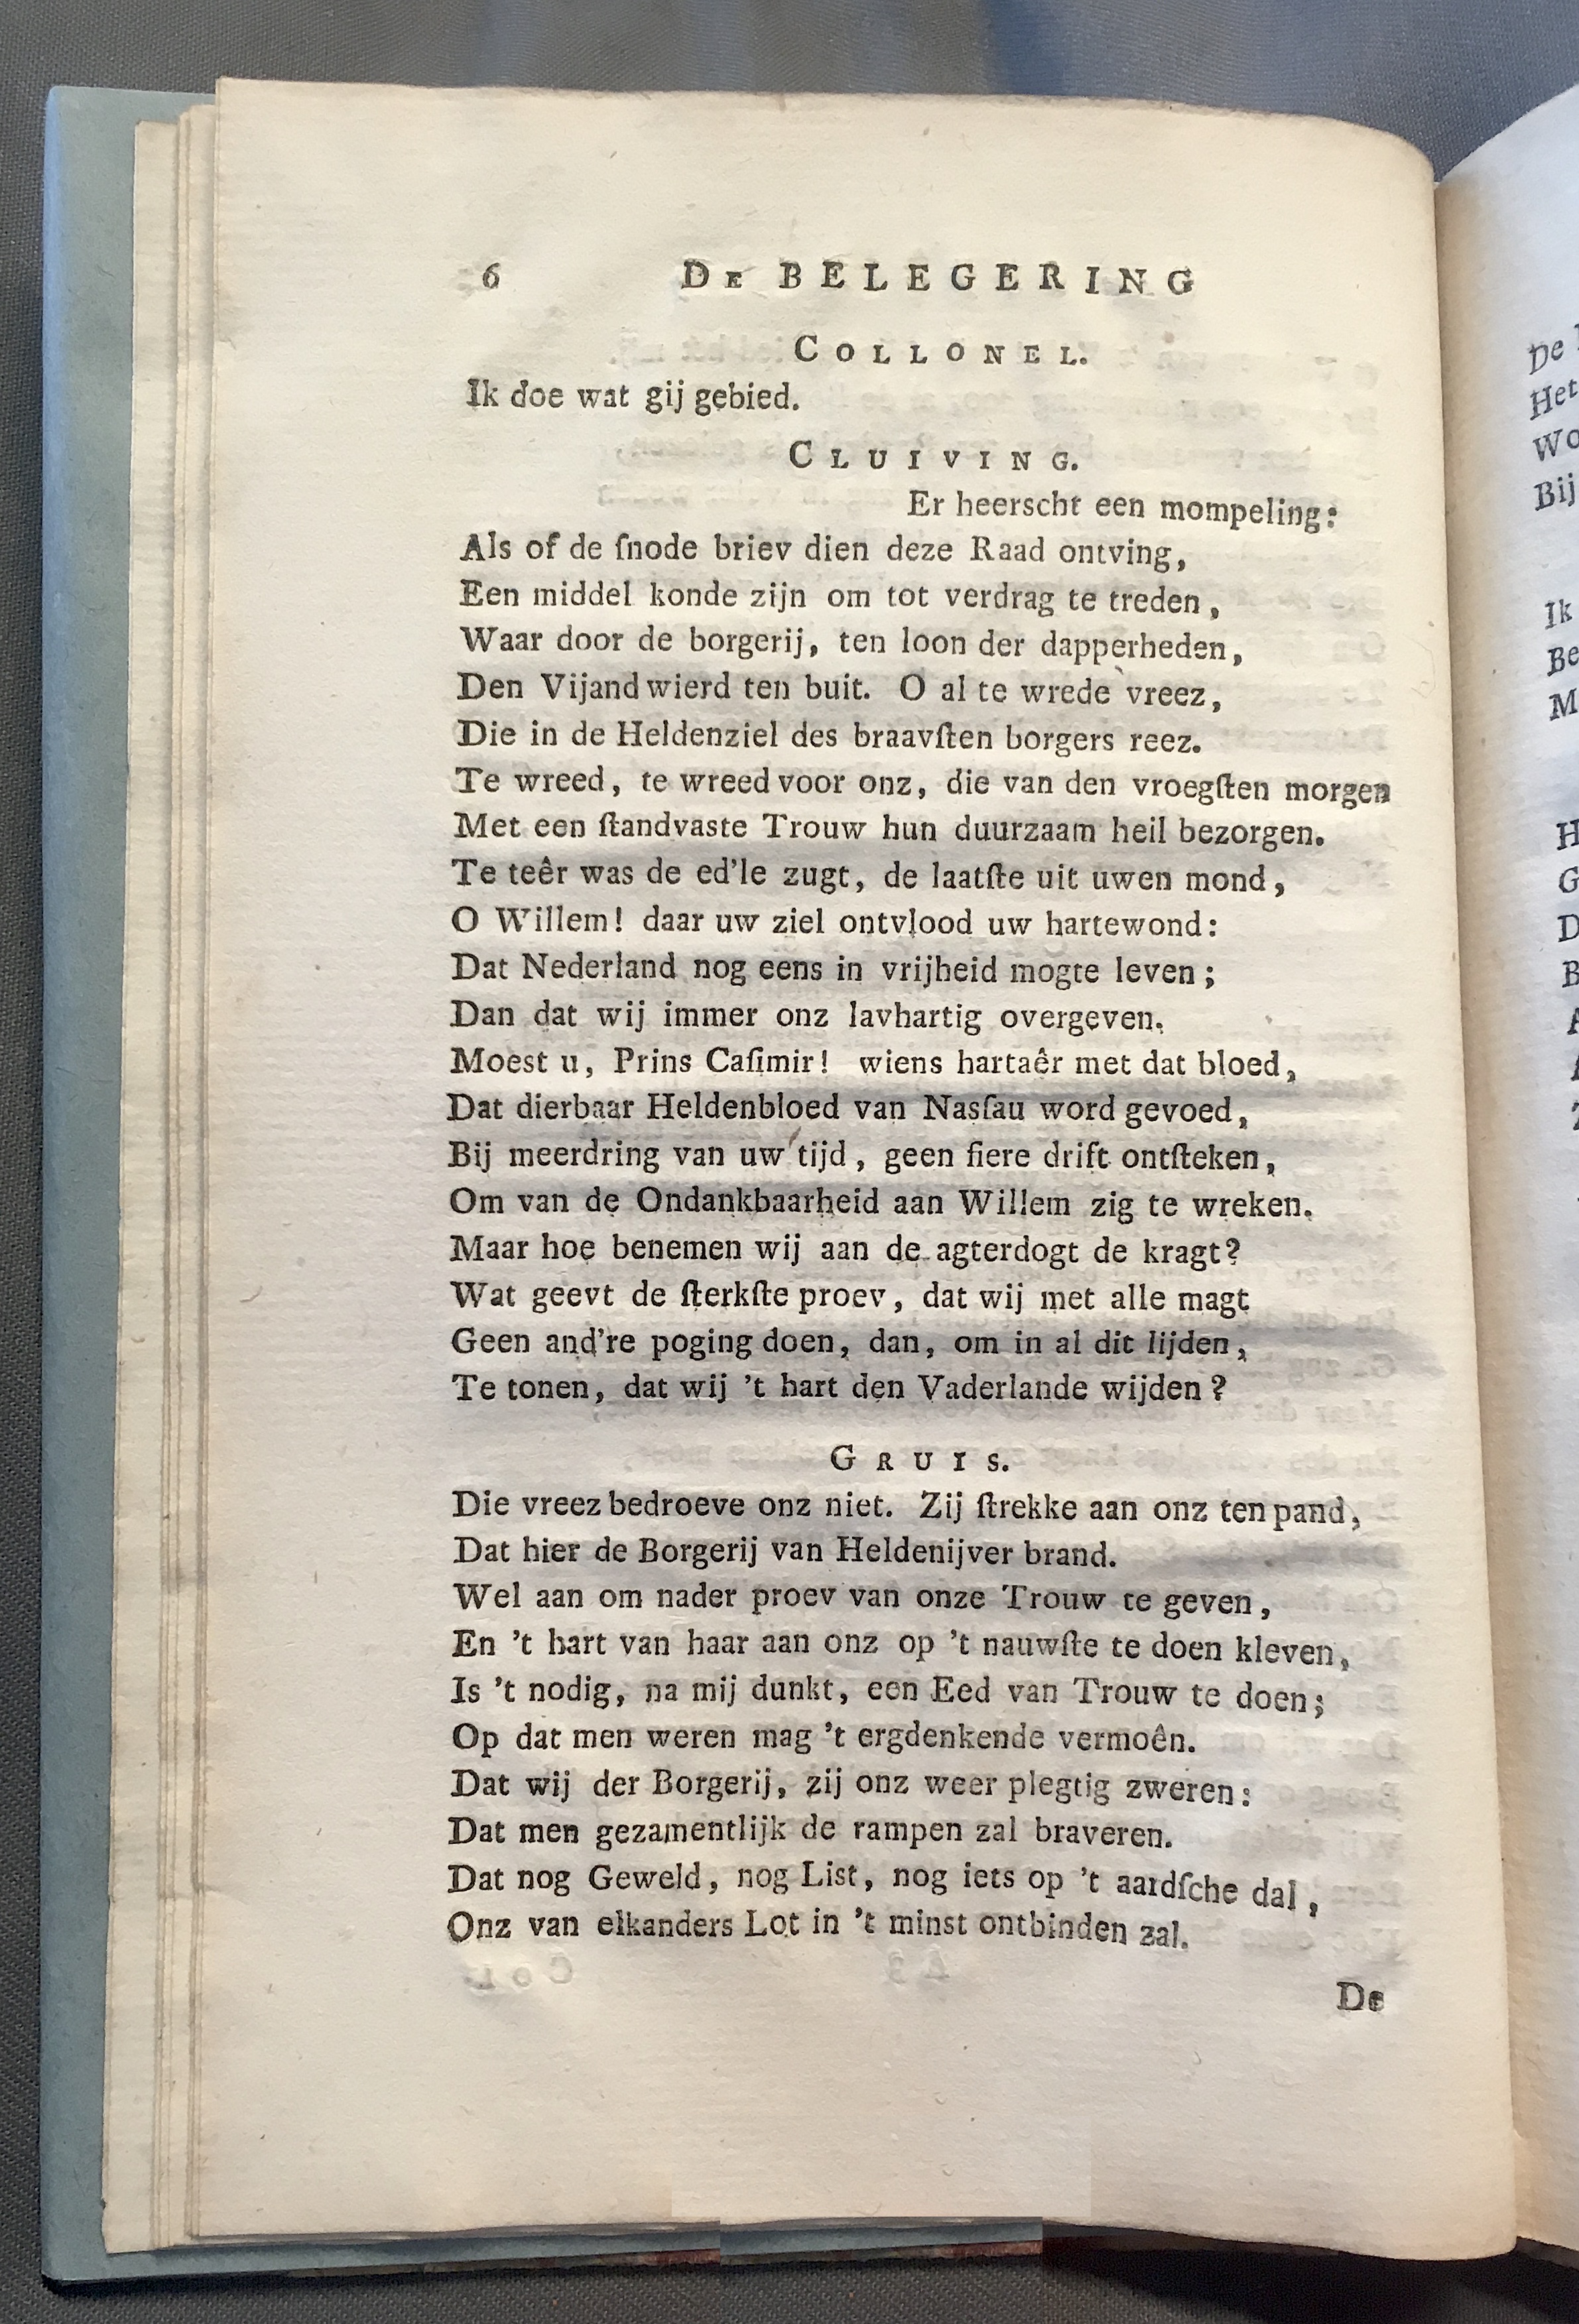 6 De BELEGERING
COLLONEL.
Ik doe wat gij gebied.
CLUIVING.
Er heerscht een mompeling:
Als of de ſnode briev dien deze Raad ontving,
Een middel konde zijn om tot verdrag te treden,
Waar door de borgerij, ten loon der dapperheden,
Den Vijand wierd ten buit. O al te wrede vreez,
Die in de Heldenziel des braavſten borgers reez.
Te wreed, te wreed voor onz, die van den vroegſten morgen
Met een ſtandvaste Trouw hun duurzaam heil bezorgen.
Te teêr was de ed'le zugt, de laatſte uit uwen mond,
O Willem! daar uw ziel ontvlood uw hartewond:
Dat Nederland nog eens in vrijheid mogte leven;
Dan dat wij immer onz lavhartig overgeven.
Moest u, Prins Caſimir! wiens hartaêr met dat bloed,
Dat dierbaar Heldenbloed van Nasſau word gevoed,
Bij meerdring van uw tijd, geen fiere drift ontſteken,
Om van de Ondankbaarheid aan Willem zig te wreken.
Maar hoe benemen wij aan de agterdogt de kragt?
Wat geevt de ſterkſte proev, dat wij met alle magt
Geen and're poging doen, dan, om in al dit lijden,
Te tonen, dat wij 't hart den Vaderlande wijden?
GRUIS.
Die vreez bedroeve onz niet. Zij ſtrekke aan onz ten pand,
Dat hier de Borgerij van Heldenijver brand.
Wel aan om nader proev van onze Trouw te geven,
En 't hart van haar aan onz op 't nauwſte te doen kleven,
Is 't nodig, na mij dunkt, een Eed van Trouw te doen;
Op dat men weren mag 't ergdenkende vermoên.
Dat wij der Borgerij, zij onz weer plegtig zweren:
Dat men gezamentlijk de rampen zal braveren.
Dat nog Geweld, nog List, nog iets op 't aardſche dal,
Onz van elkanders Lot in 't minst ontbinden zal.
De
De
Het
Wo
Bij
Ik
Be
M
H
G
D
B